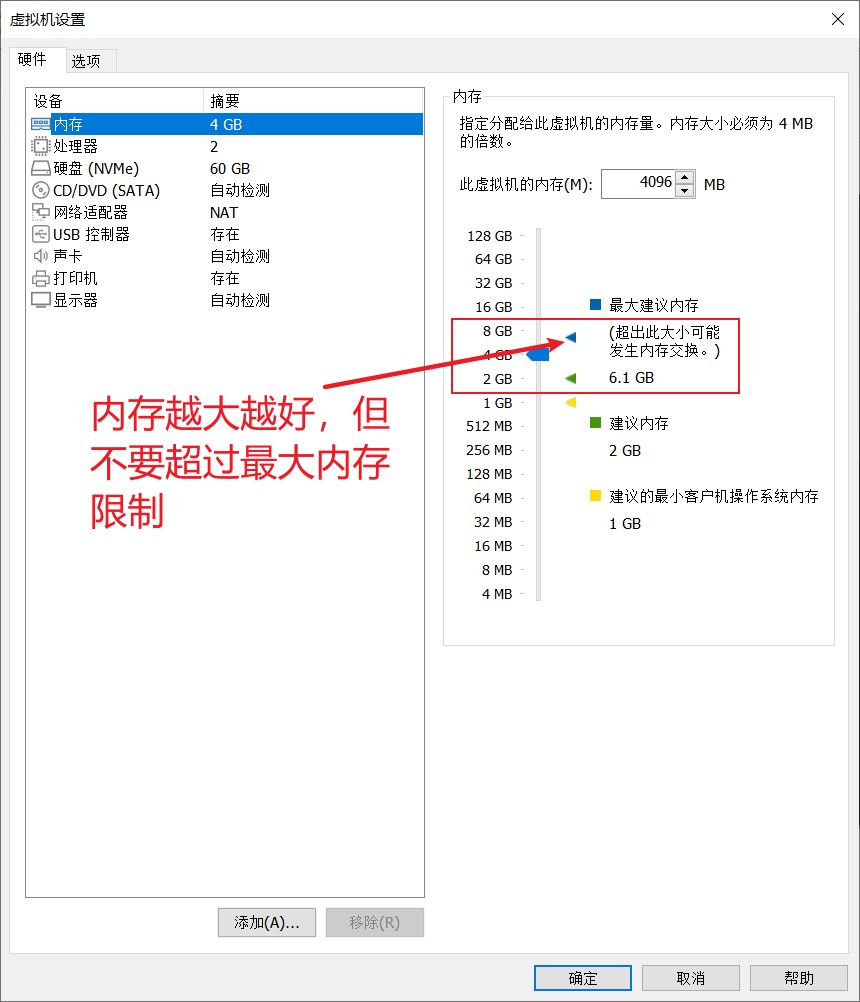 虚拟机设置
硬件 选项
设备 摘要
内存 4 GB
处理器 2
硬盘 (NVMe) 60 GB
CD/DVD (SATA) 自动检测
网络适配器 NAT
USB 控制器 存在
声卡 自动检测
打印机 存在
显示器 自动检测
内存越大越好，但
不要超过最大内存
限制
添加(A)... 移除(R)
内存
指定分配给此虚拟机的内存量。内存大小必须为 4 MB
的倍数。
此虚拟机的内存(M): 4096 MB
128 GB
64 GB
32 GB
16 GB
8 GB
4 GB
2 GB
1 GB
512 MB
256 MB
128 MB
64 MB
32 MB
16 MB
8 MB
4 MB
最大建议内存
(超出此大小可能
发生内存交换。)
6.1 GB
建议内存
2 GB
建议的最小客户机操作系统内存
1 GB
确定 取消 帮助